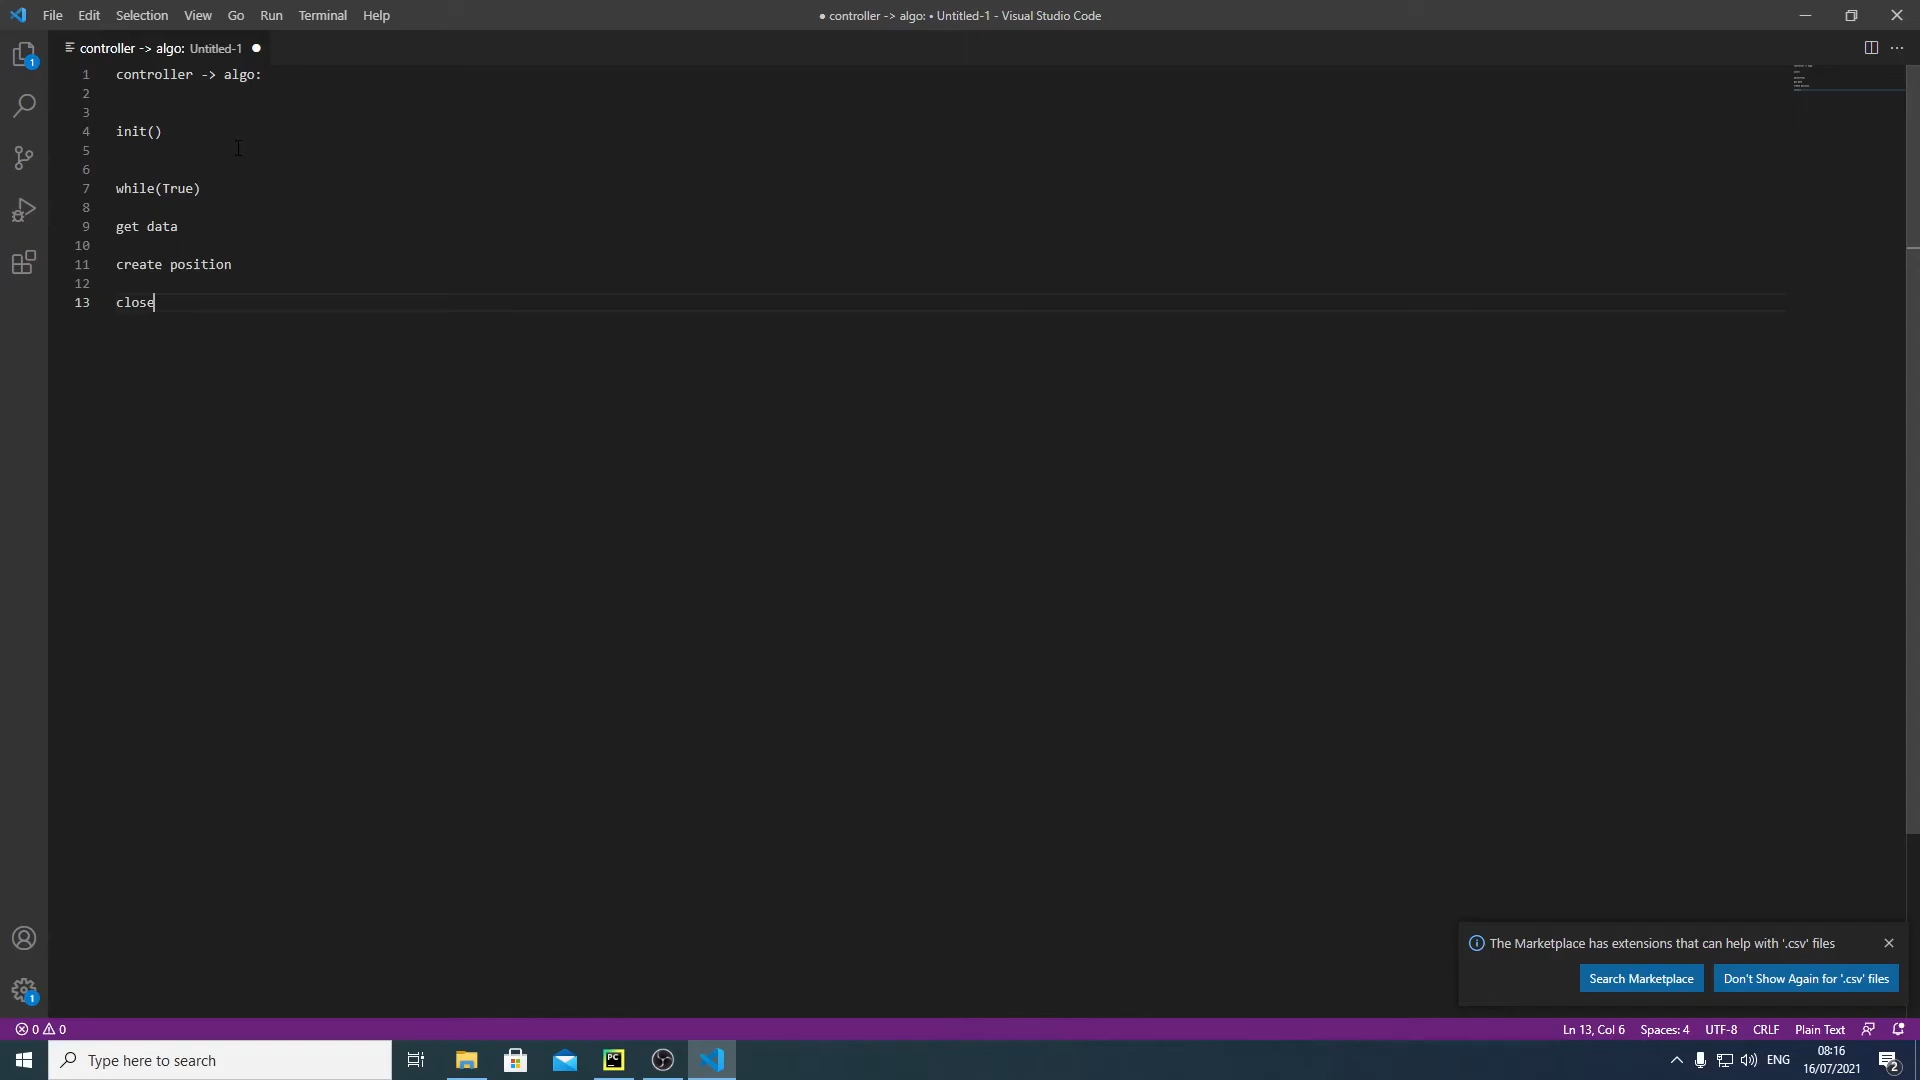 File Edit Selection View Go Run Terminal Help
● controller -> algo: • Untitled-1 - Visual Studio Code
controller -> algo: Untitled-1 ●
1 controller -> algo:
2
3
4 init()
5
6
7 while(True)
8
9 get data
10
11 create position
12
13 close
1
1
The Marketplace has extensions that can help with '.csv' files
Search Marketplace
Don't Show Again for '.csv' files
0 0
Ln 13, Col 6 Spaces: 4 UTF-8 CRLF Plain Text
Type here to search
PC
ENG
08:16
16/07/2021
2